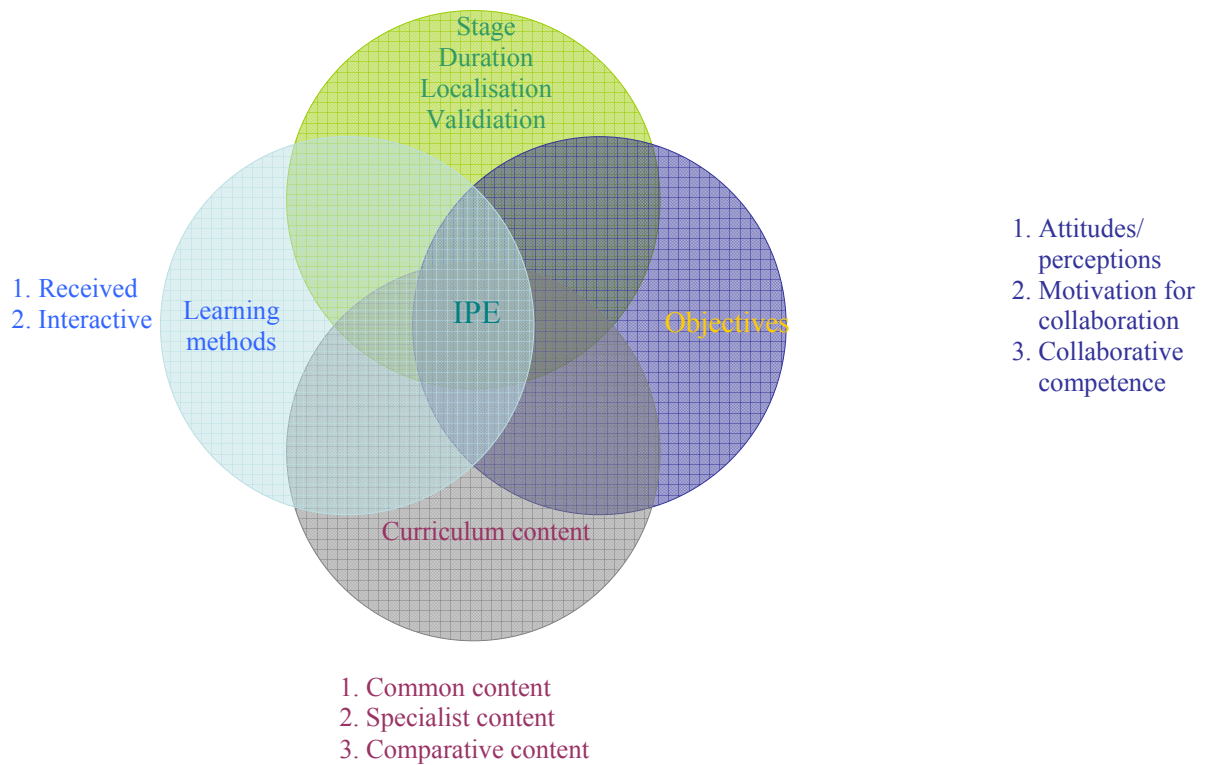 Stage
Duration
Localisation
Validiation
1. Received
2. Interactive
Learning
methods
IPE
Objectives
1. Attitudes/
perceptions
2. Motivation for
collaboration
3. Collaborative
competence
Curriculum content
1. Common content
2. Specialist content
3. Comparative content